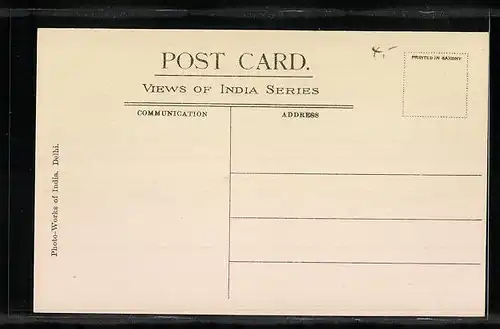 POST CARD.
VIEWS OF INDIA SERIES
PRINTED IN SAXONY
COMMUNICATION
ADDRESS
Photo-Works of India, Delhi.